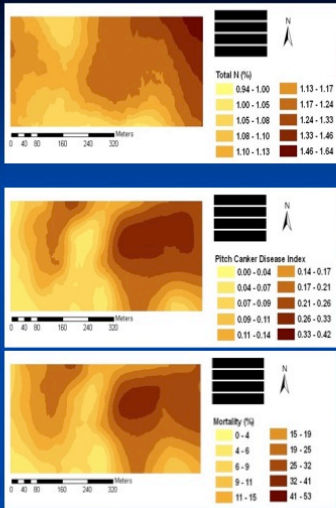 N
Total N (%)
0.94 - 1.00 1.13 - 1.17
1.00 - 1.05 1.17 - 1.24
1.05 - 1.08 1.24 - 1.33
1.08 - 1.10 1.33 - 1.46
1.10 - 1.13 1.46 - 1.64
Meters
0 40 80 160 240 320
N
Pitch Canker Disease Index
0.00 - 0.04 0.14 - 0.17
0.04 - 0.07 0.17 - 0.21
0.07 - 0.09 0.21 - 0.26
0.09 - 0.11 0.26 - 0.33
0.11 - 0.14 0.33 - 0.42
Meters
0 40 80 160 240 320
N
Mortality (%)
0 - 4 15 - 19
4 - 6 19 - 25
6 - 9 25 - 32
9 - 11 32 - 41
11 - 15 41 - 53
Meters
0 40 80 160 240 320